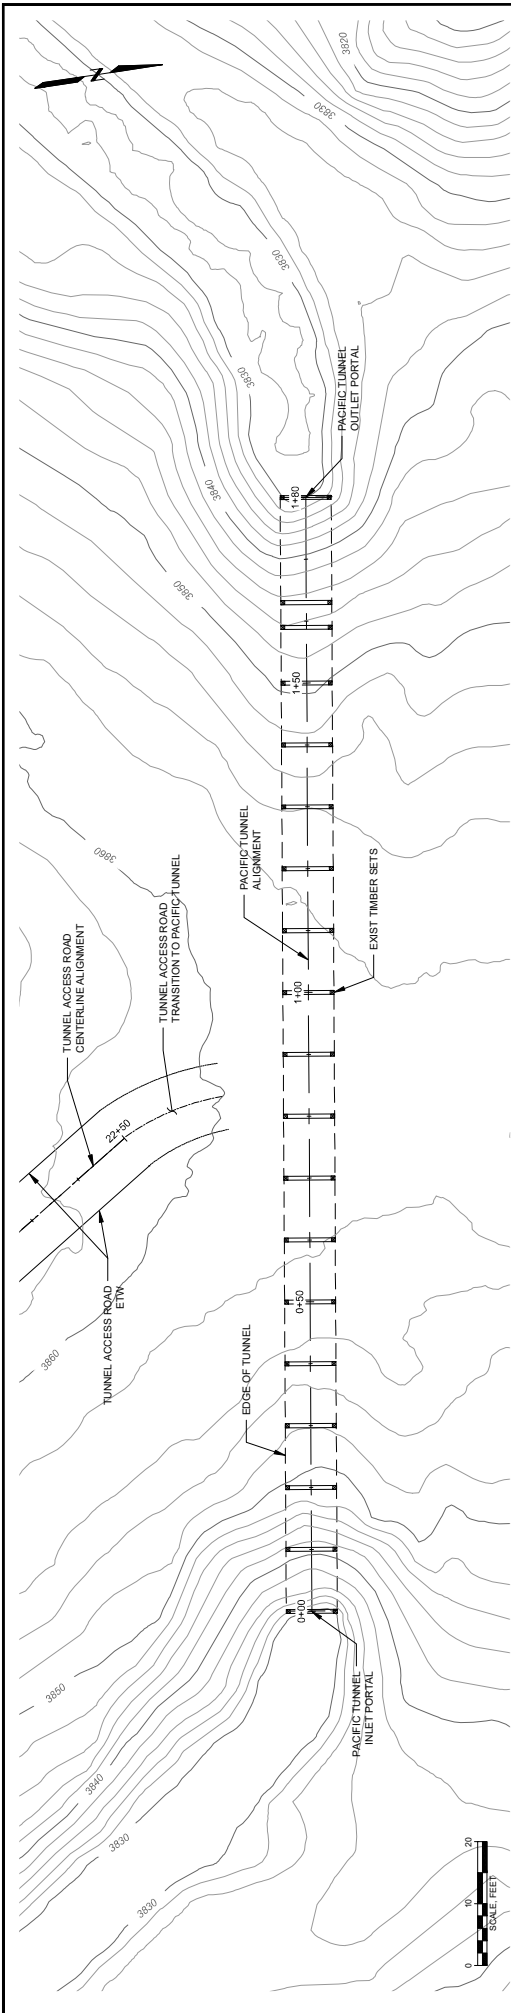 3820
3830
3830
3830
PACIFIC TUNNEL
OUTLET PORTAL
3840
1+80
3850
1+50
3860
PACIFIC TUNNEL
ALIGNMENT
TUNNEL ACCESS ROAD
CENTERLINE ALIGNMENT
TUNNEL ACCESS ROAD
TRANSITION TO PACIFIC TUNNEL
EXIST TIMBER SETS
1+00
22+50
0+50
TUNNEL ACCESS ROAD
ETW
3860
EDGE OF TUNNEL
0+00
3850
PACIFIC TUNNEL
INLET PORTAL
3840
3830
3830
0 10 20
SCALE, FEET
N